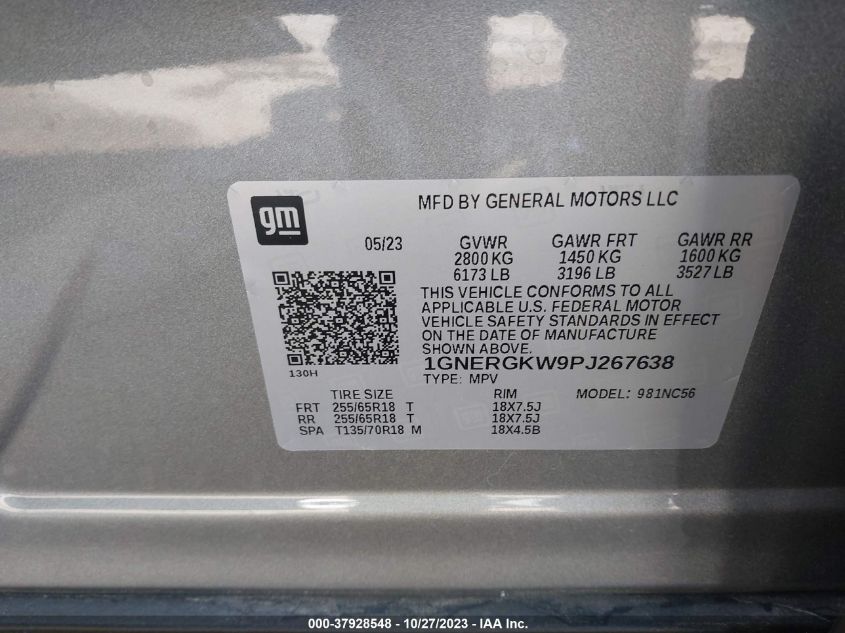 gm
MFD BY GENERAL MOTORS LLC
05/23 GVWR GAWR FRT GAWR RR
2800 KG 1450 KG 1600 KG
6173 LB 3196 LB 3527 LB
THIS VEHICLE CONFORMS TO ALL
APPLICABLE U.S. FEDERAL MOTOR
VEHICLE SAFETY STANDARDS IN EFFECT
ON THE DATE OF MANUFACTURE
SHOWN ABOVE.
1GNERGKW9PJ267638
130H
TYPE: MPV
TIRE SIZE RIM MODEL: 981NC56
FRT 255/65R18 T 18X7.5J
RR 255/65R18 T 18X7.5J
SPA T135/70R18 M 18X4.5B
000-37928548 - 10/27/2023 - IAA Inc.